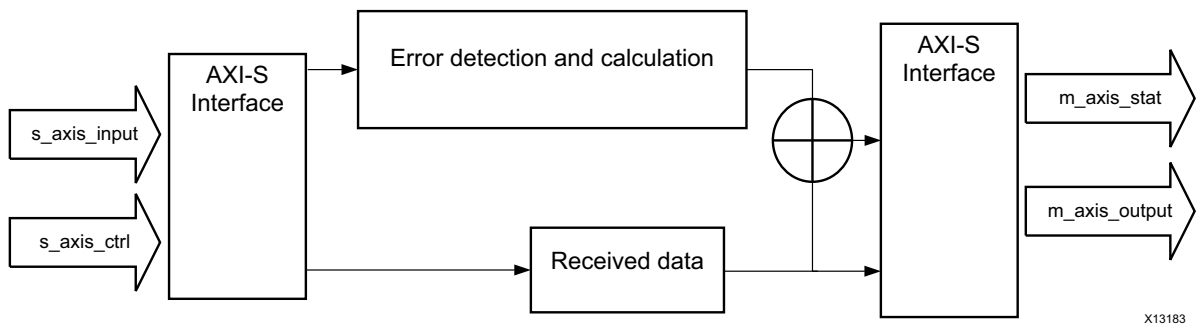 AXI-S
Interface
Error detection and calculation
AXI-S
Interface
s_axis_input
m_axis_stat
s_axis_ctrl
m_axis_output
Received data
X13183